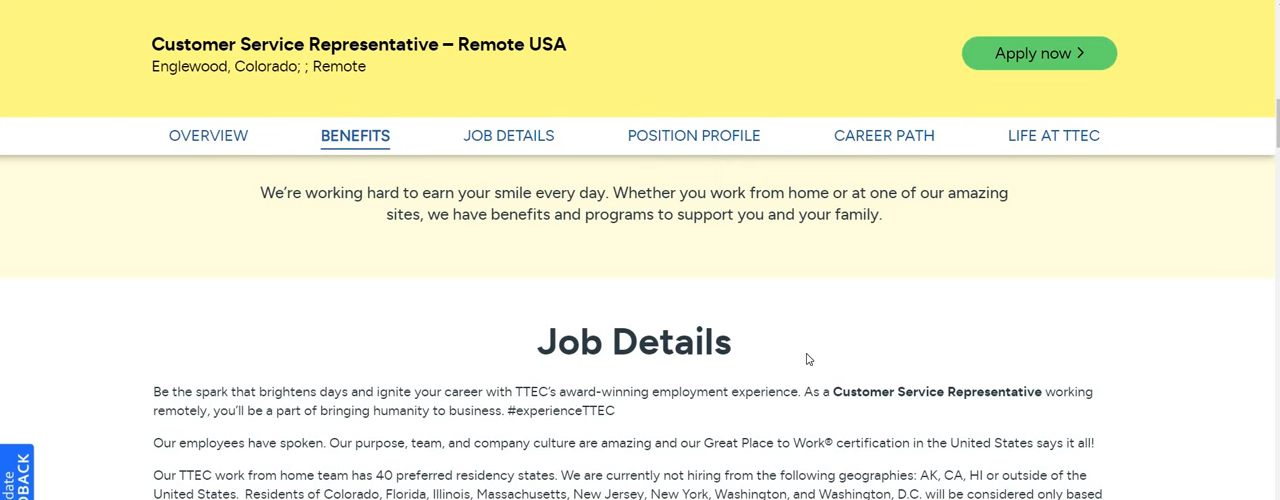 Customer Service Representative – Remote USA
Englewood, Colorado; ; Remote
Apply now
OVERVIEW
BENEFITS
JOB DETAILS
POSITION PROFILE
CAREER PATH
LIFE AT TTEC
We’re working hard to earn your smile every day. Whether you work from home or at one of our amazing
sites, we have benefits and programs to support you and your family.
Job Details
Be the spark that brightens days and ignite your career with TTEC’s award-winning employment experience. As a Customer Service Representative working
remotely, you’ll be a part of bringing humanity to business. #experienceTTEC
Our employees have spoken. Our purpose, team, and company culture are amazing and our Great Place to Work® certification in the United States says it all!
Our TTEC work from home team has 40 preferred residency states. We are currently not hiring from the following geographies: AK, CA, HI or outside of the
United States. Residents of Colorado, Florida, Illinois, Massachusetts, New Jersey, New York, Washington, and Washington, D.C. will be considered only based